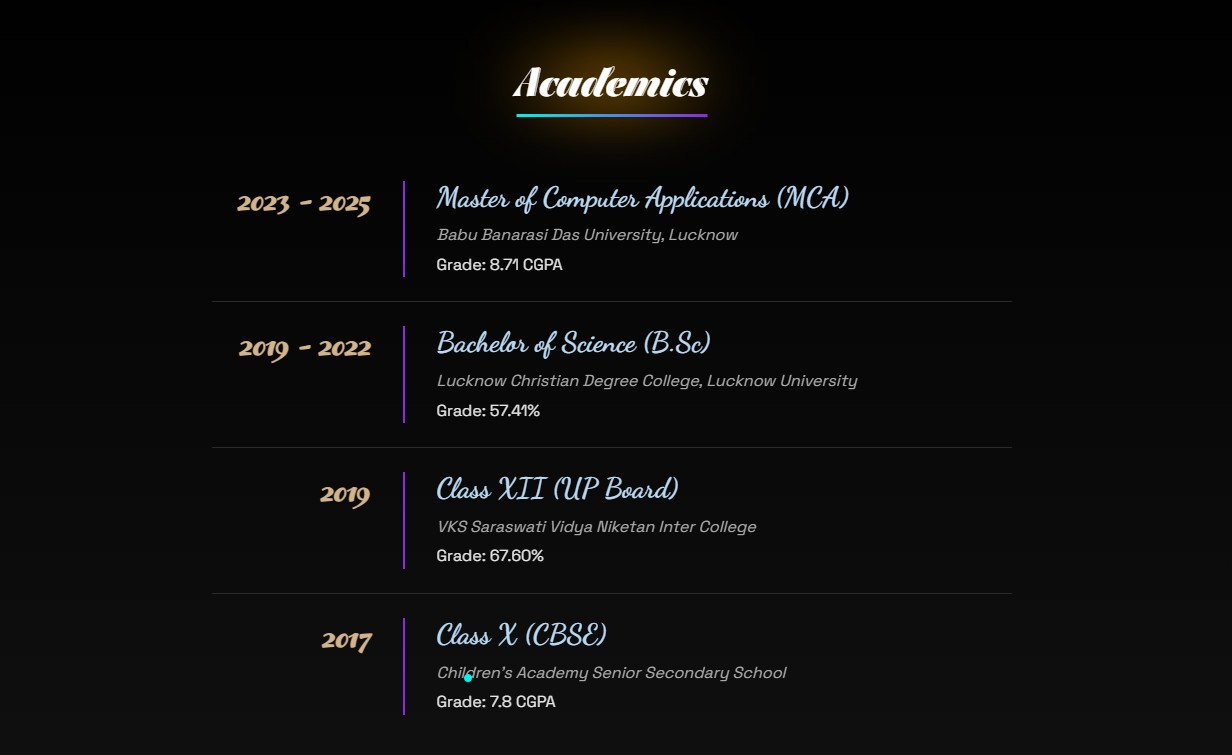 Academics
2023 - 2025
Master of Computer Applications (MCA)
Babu Banarasi Das University, Lucknow
Grade: 8.71 CGPA
2019 - 2022
Bachelor of Science (B.Sc)
Lucknow Christian Degree College, Lucknow University
Grade: 57.41%
2019
Class XII (UP Board)
VKS Saraswati Vidya Niketan Inter College
Grade: 67.60%
2017
Class X (CBSE)
Children's Academy Senior Secondary School
Grade: 7.8 CGPA